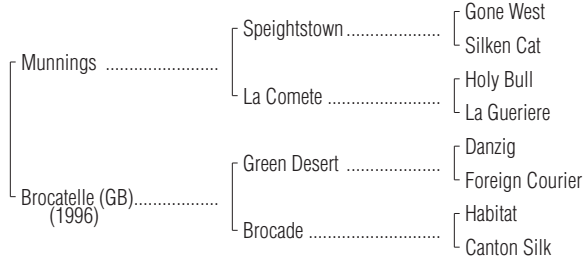 Gone West
Speightstown ...................
Silken Cat
Munnings .......................
Holy Bull
La Comete .......................
La Gueriere
Danzig
Green Desert ...................
Foreign Courier
Brocatelle (GB)................
(1996)
Habitat
Brocade ...........................
Canton Silk